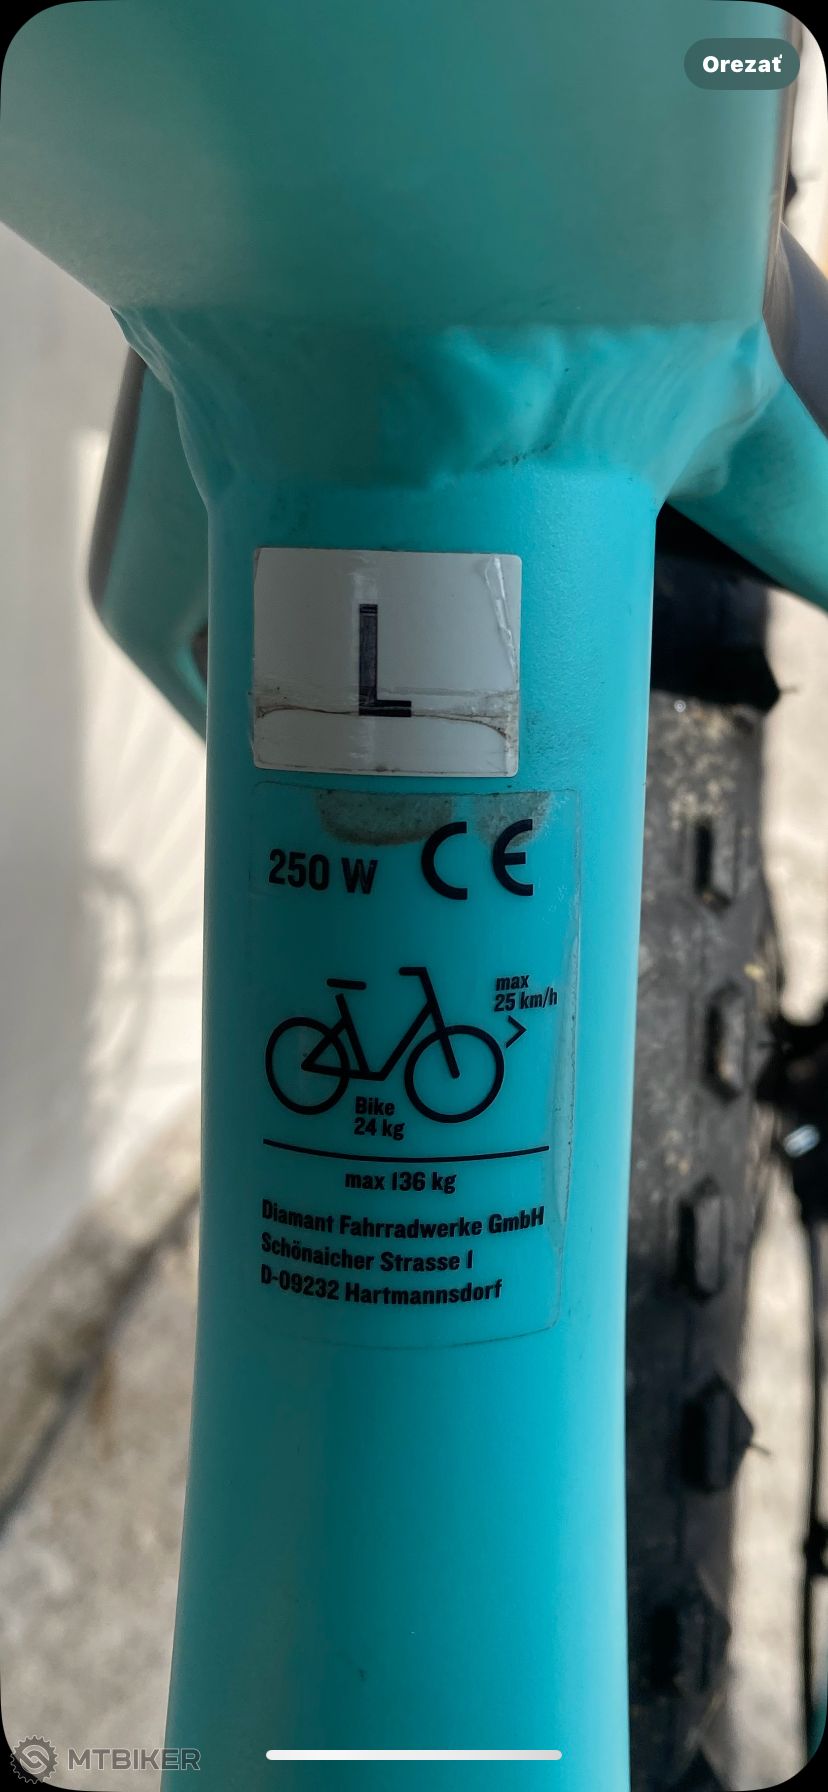 Orezať
L
250 W CE
max
25 km/h
Bike
24 kg
max 136 kg
Diamant Fahrradwerke GmbH
Schönaicher Strasse 1
D-09232 Hartmannsdorf
MTBIKER